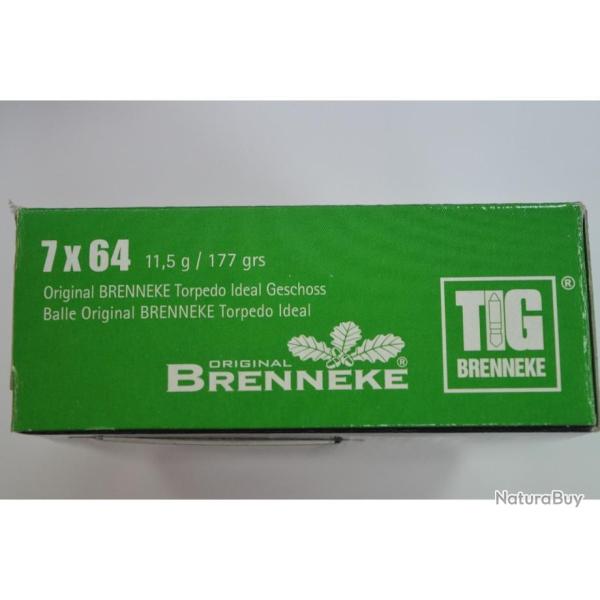 7 x 64 11,5 g / 177 grs
Original BRENNEKE Torpedo Ideal Geschoss
Balle Original BRENNEKE Torpedo Ideal
ORIGINAL
BRENNEKE®
TIG®
BRENNEKE
NaturaBuy